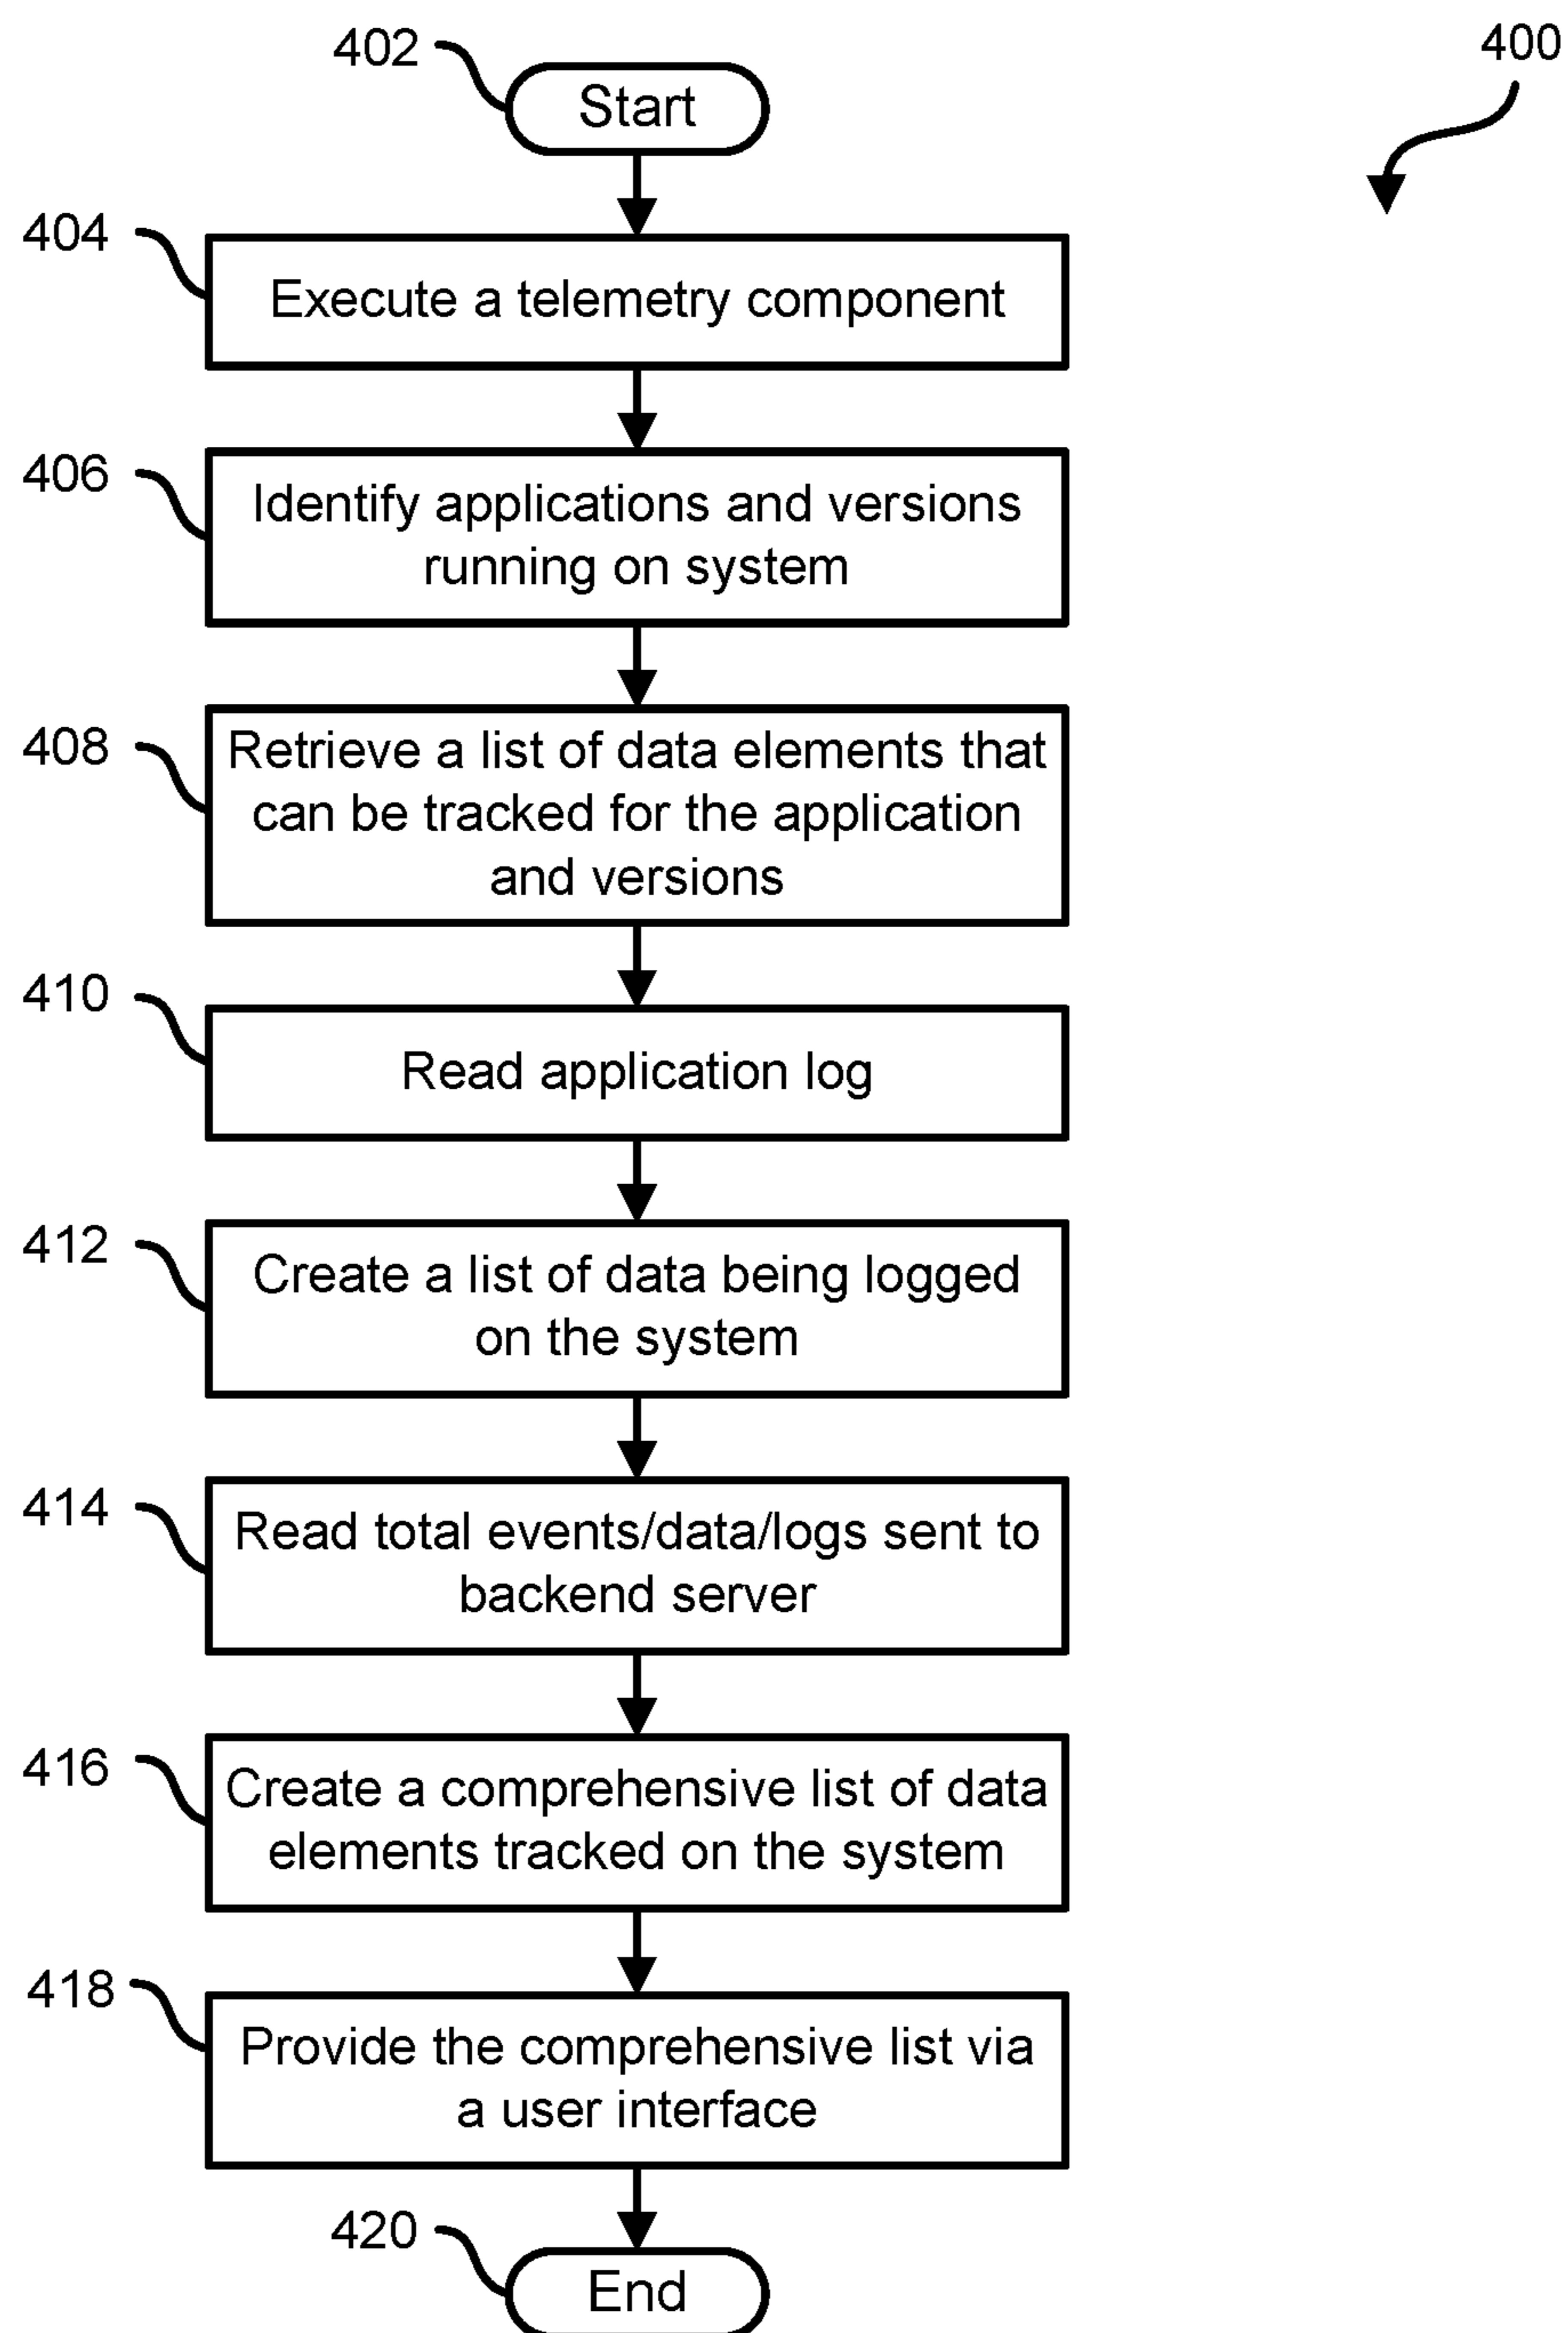 402
Start
400
404
Execute a telemetry component
406
Identify applications and versions
running on system
408
Retrieve a list of data elements that
can be tracked for the application
and versions
410
Read application log
412
Create a list of data being logged
on the system
414
Read total events/data/logs sent to
backend server
416
Create a comprehensive list of data
elements tracked on the system
418
Provide the comprehensive list via
a user interface
420
End